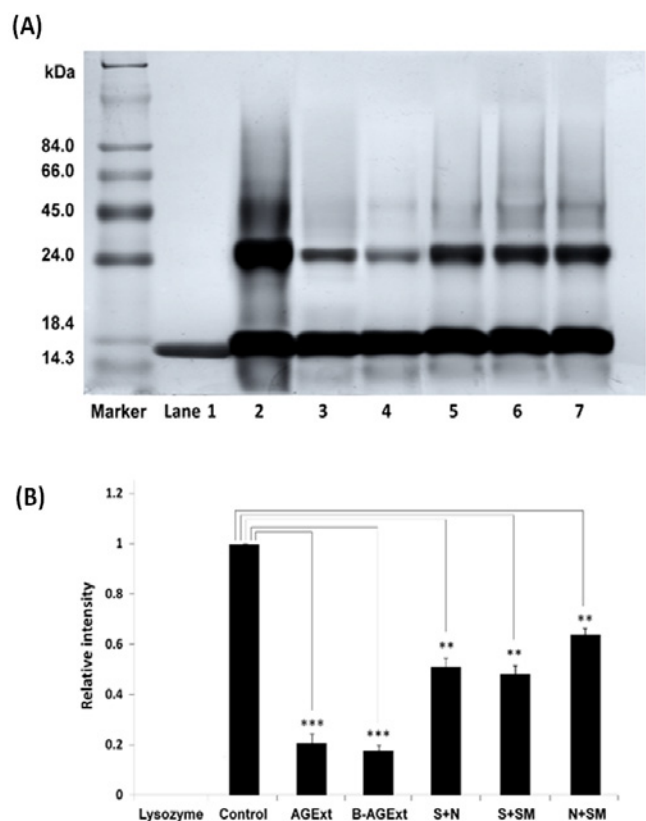 (A)
kDa
84.0
66.0
45.0
24.0
18.4
14.3
Marker Lane 1 2 3 4 5 6 7
(B)
Relative intensity
1.2
1
0.8
0.6
0.4
0.2
0
*** *** ** ** **
Lysozyme Control AGExt B-AGExt S+N S+SM N+SM